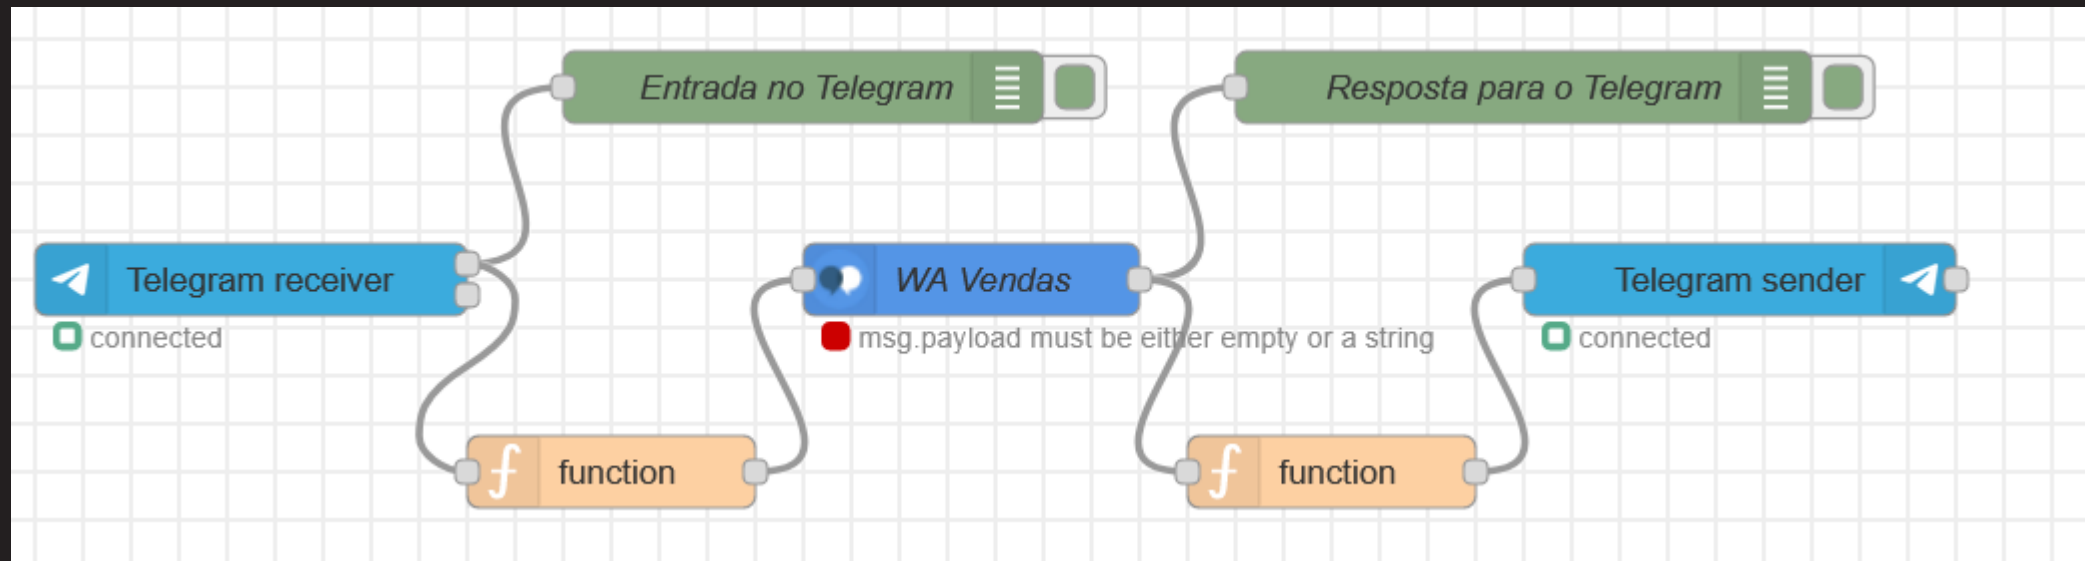 Entrada no Telegram
Resposta para o Telegram
Telegram receiver
WA Vendas
Telegram sender
connected
msg.payload must be either empty or a string
connected
function
function